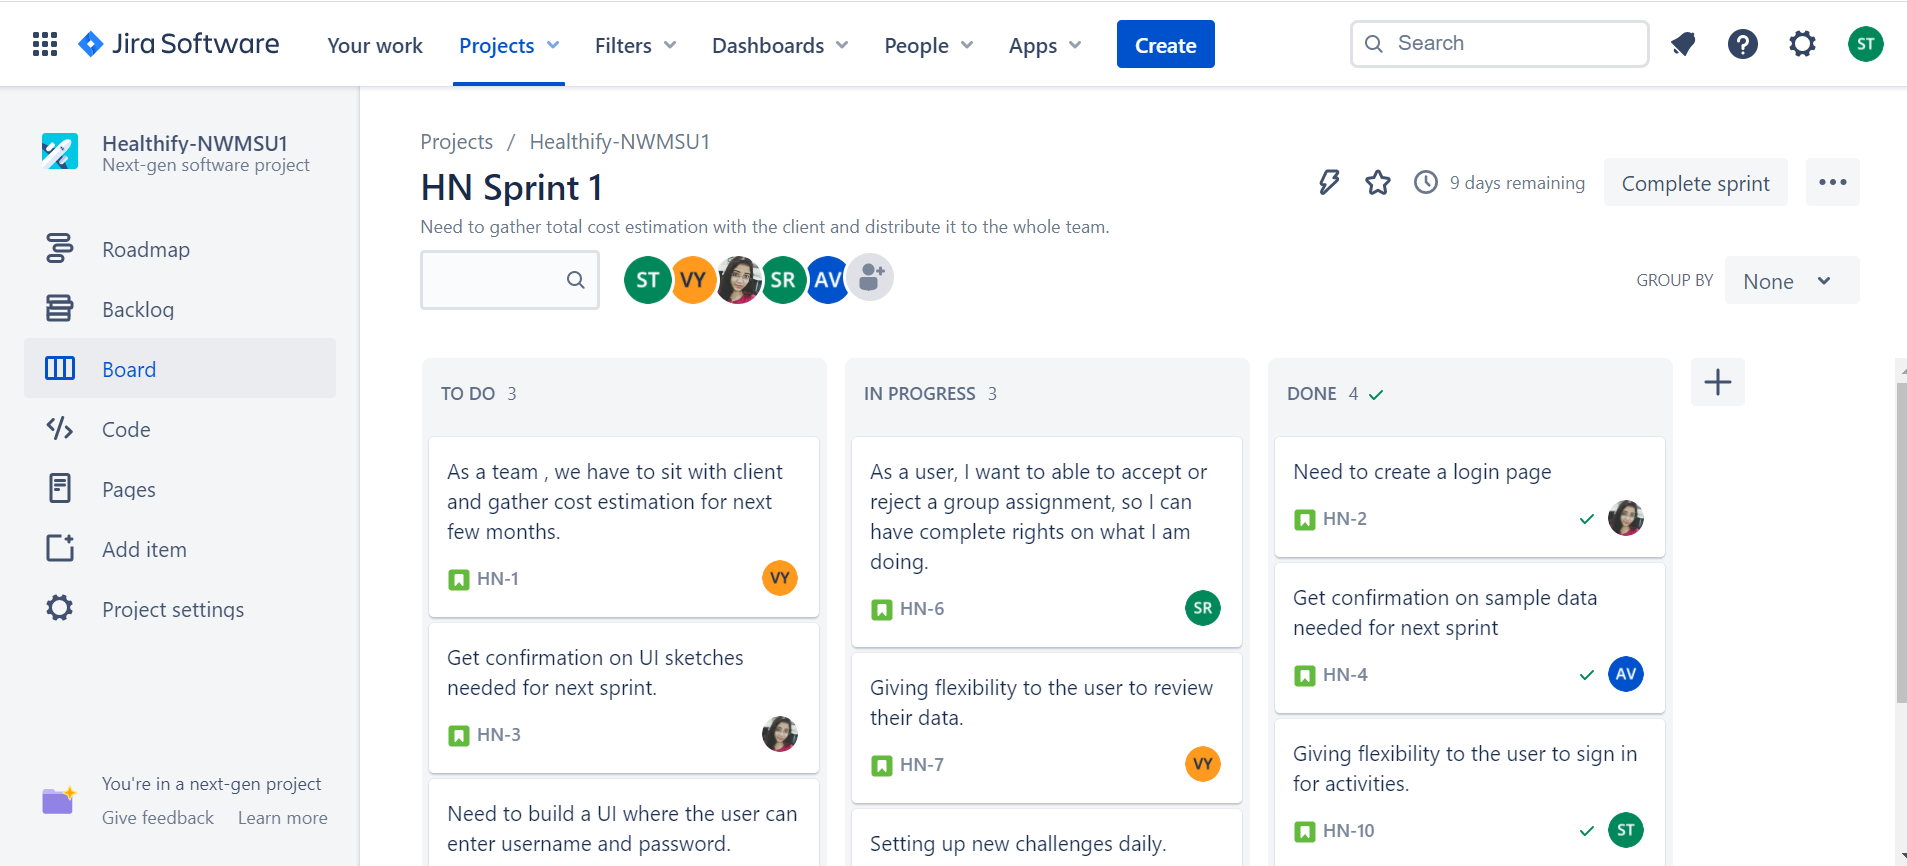 Jira Software
Your work
Projects
Filters
Dashboards
People
Apps
Create
Search
ST
Healthify-NWMSU1
Next-gen software project
Roadmap
Backlog
Board
Code
Pages
Add item
Project settings
You're in a next-gen project
Give feedback
Learn more
Projects / Healthify-NWMSU1
HN Sprint 1
9 days remaining
Complete sprint
Need to gather total cost estimation with the client and distribute it to the whole team.
ST
VY
SR
AV
GROUP BY
None
TO DO 3
As a team , we have to sit with client
and gather cost estimation for next
few months.
HN-1
VY
Get confirmation on UI sketches
needed for next sprint.
HN-3
Need to build a UI where the user can
enter username and password.
IN PROGRESS 3
As a user, I want to able to accept or
reject a group assignment, so I can
have complete rights on what I am
doing.
HN-6
SR
Giving flexibility to the user to review
their data.
HN-7
VY
Setting up new challenges daily.
DONE 4
Need to create a login page
HN-2
Get confirmation on sample data
needed for next sprint
HN-4
AV
Giving flexibility to the user to sign in
for activities.
HN-10
ST